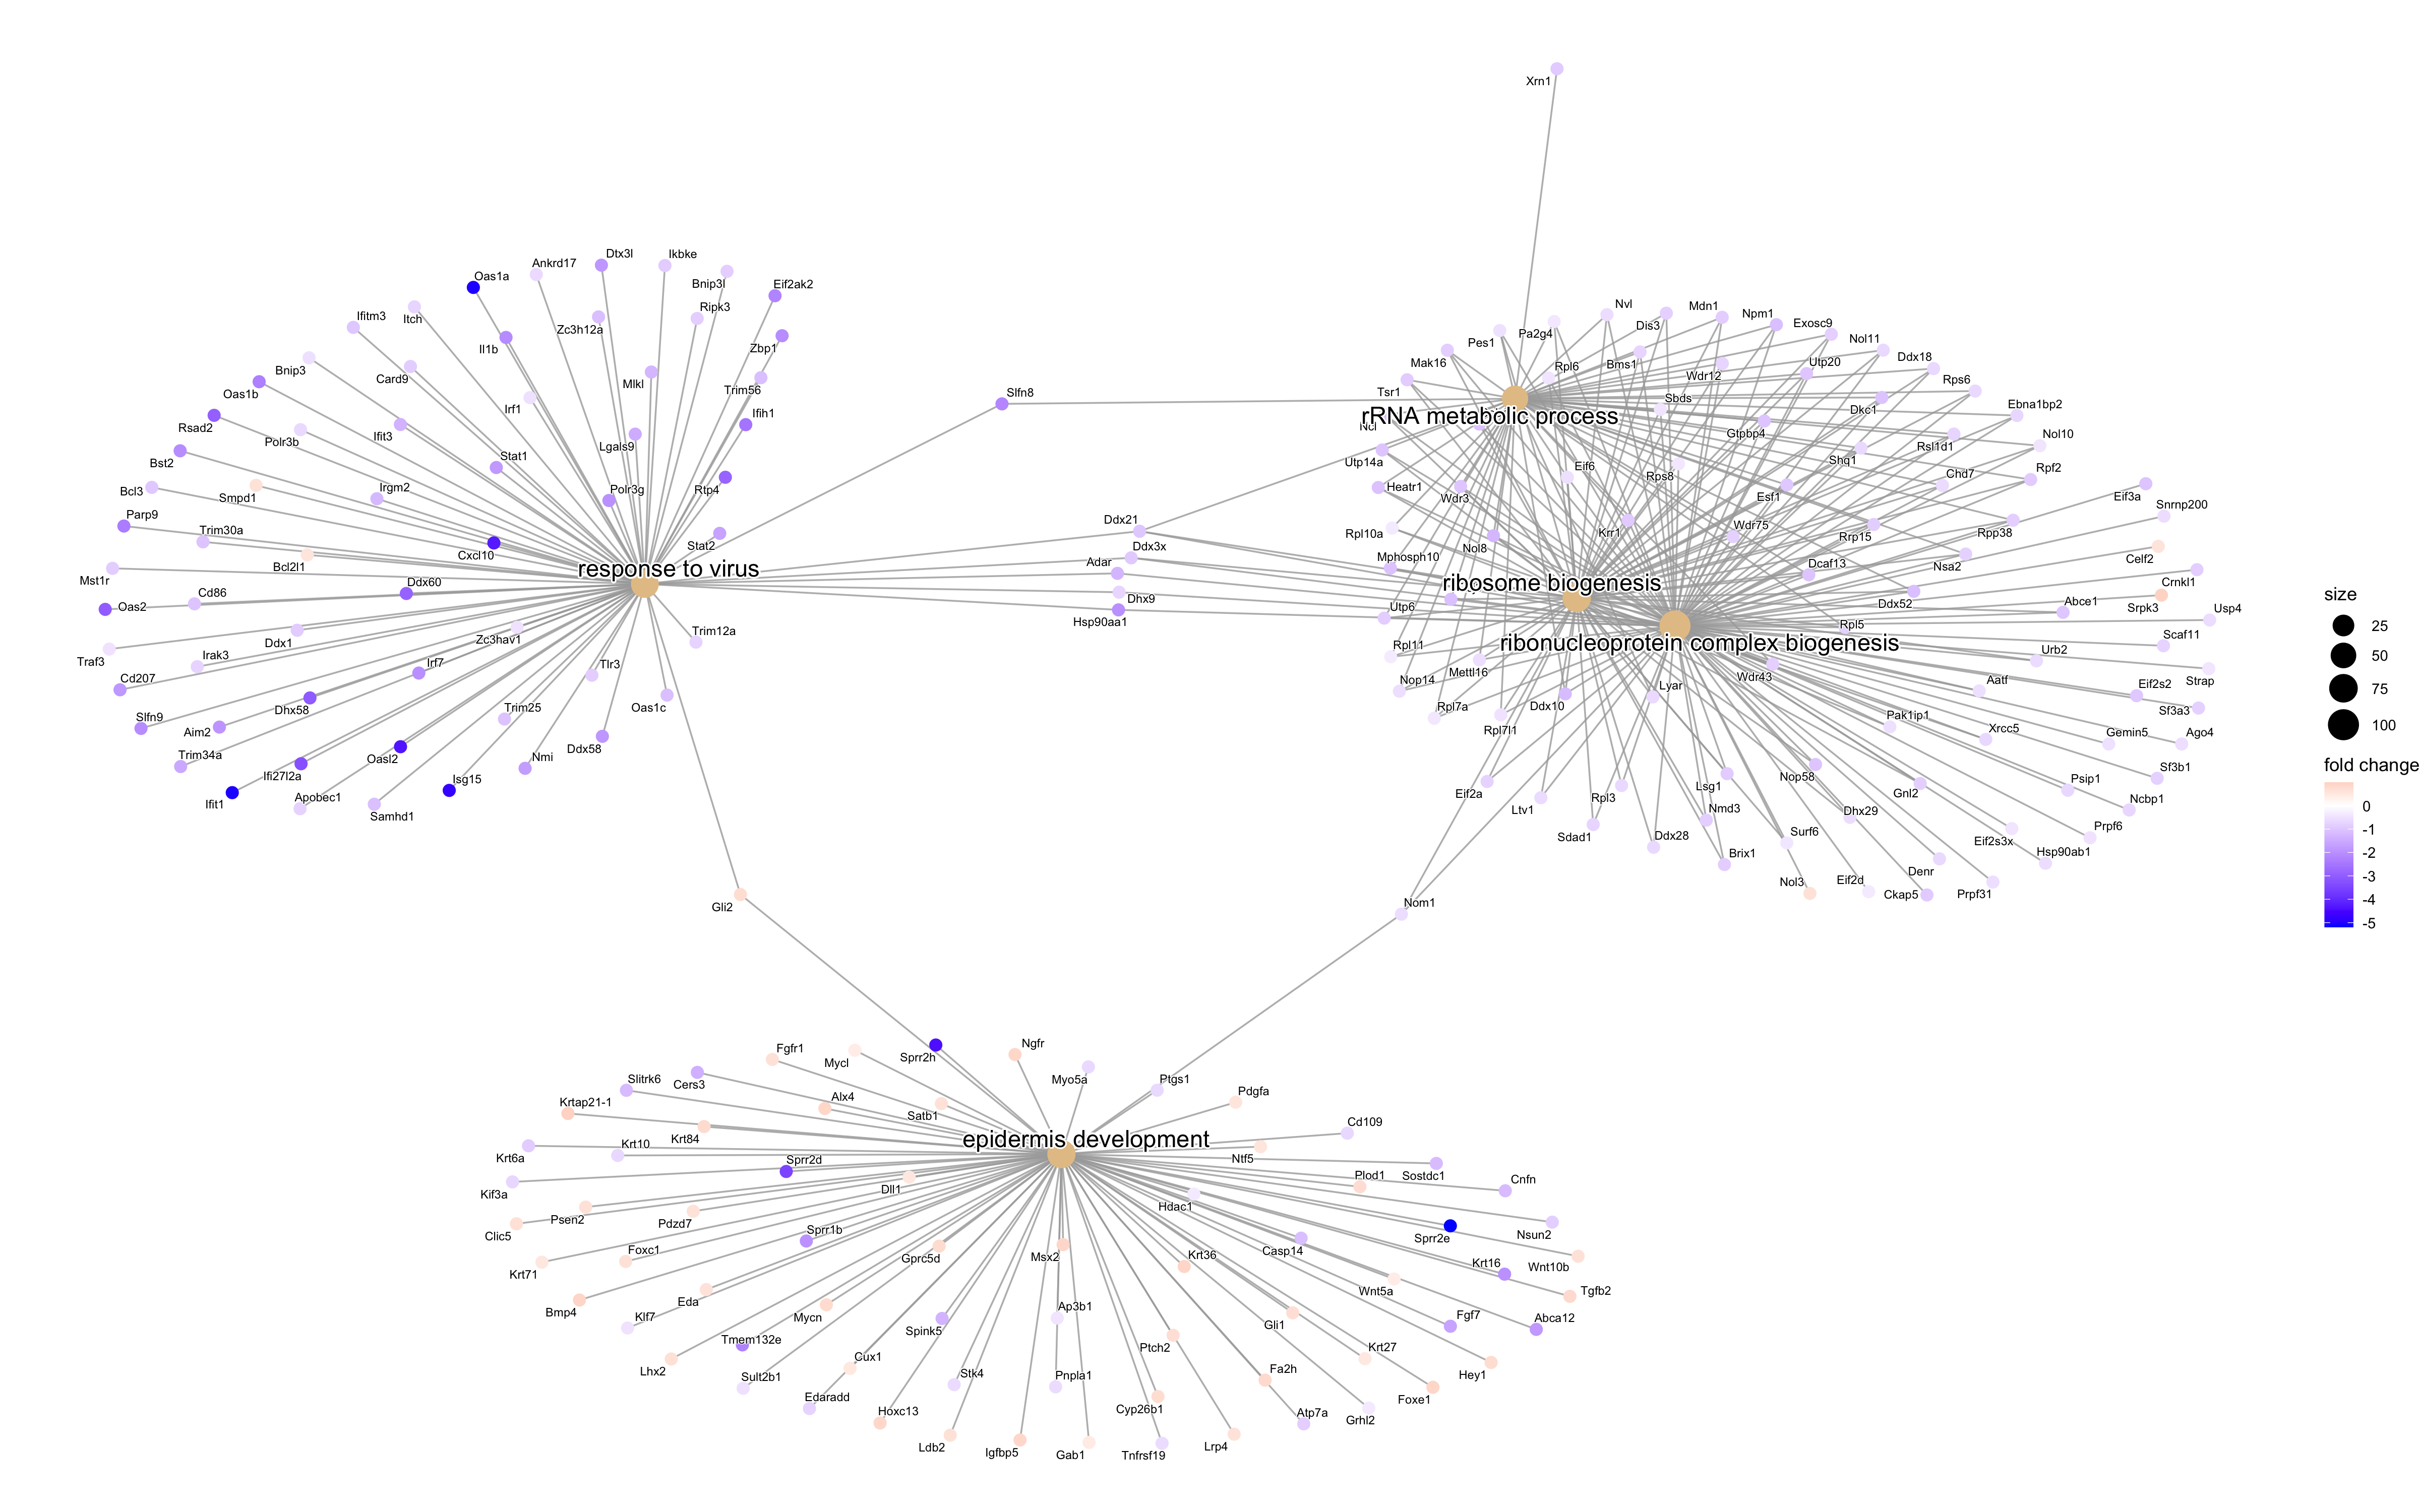 Xrn1
Oas1a
Ankrd17
Dtx3l
Ikbke
Bnip3l
Eif2ak2
Ifitm3
Itch
Il1b
Zc3h12a
Ripk3
Zbp1
Bnip3
Card9
Mlkl
Trim56
Oas1b
Irf1
Ifih1
Rsad2
Polr3b
Ifit3
Lgals9
Bst2
Stat1
Bcl3
Smpd1
Irgm2
Polr3g
Rtp4
Parp9
Trim30a
Cxcl10
Stat2
Bcl2l1
response to virus
Mst1r
Cd86
Ddx60
Oas2
Ddx1
Zc3hav1
Trim12a
Traf3
Irak3
Irf7
Tlr3
Cd207
Dhx58
Trim25
Oas1c
Slfn9
Aim2
Trim34a
Oasl2
Nmi
Ddx58
Ifi27l2a
Isg15
Ifit1
Apobec1
Samhd1
Slfn8
Ddx21
Ddx3x
Adar
Dhx9
Hsp90aa1
Gli2
Nom1
Nvl
Mdn1
Npm1
Exosc9
Pes1
Pa2g4
Dis3
Nol11
Mak16
Rpl6
Bms1
Wdr12
Utp20
Ddx18
Tsr1
Sbds
Dkc1
Rps6
rRNA metabolic process
Ncl
Gtpbp4
Ebna1bp2
Utp14a
Eif6
Rps8
Shq1
Rsl1d1
Nol10
Heatr1
Wdr3
Esf1
Chd7
Rpf2
Eif3a
Rpl10a
Nol8
Krr1
Wdr75
Rrp15
Rpp38
Snrnp200
Mphosph10
Dcaf13
Nsa2
Celf2
ribosome biogenesis
Crnkl1
Utp6
Ddx52
Abce1
Srpk3
Usp4
Rpl5
ribonucleoprotein complex biogenesis
Scaf11
Rpl11
Mettl16
Wdr43
Urb2
Strap
Nop14
Lyar
Aatf
Eif2s2
Rpl7a
Ddx10
Pak1ip1
Xrcc5
Sf3a3
Rpl7l1
Gemin5
Ago4
Eif2a
Rpl3
Lsg1
Nop58
Gnl2
Psip1
Sf3b1
Ltv1
Nmd3
Dhx29
Ncbp1
Sdad1
Ddx28
Surf6
Eif2s3x
Prpf6
Brix1
Hsp90ab1
Nol3
Eif2d
Denr
Ckap5
Prpf31
Fgfr1
Mycl
Sprr2h
Ngfr
Slitrk6
Cers3
Myo5a
Ptgs1
Krtap21-1
Alx4
Satb1
Pdgfa
Krt84
epidermis development
Cd109
Krt6a
Krt10
Sprr2d
Ntf5
Plod1
Sostdc1
Cnfn
Kif3a
Dll1
Hdac1
Psen2
Pdzd7
Clic5
Foxc1
Sprr1b
Gprc5d
Msx2
Krt36
Casp14
Sprr2e
Nsun2
Krt71
Krt16
Wnt10b
Bmp4
Eda
Wnt5a
Tgfb2
Klf7
Mycn
Spink5
Ap3b1
Gli1
Fgf7
Abca12
Tmem132e
Ptch2
Krt27
Lhx2
Cux1
Stk4
Pnpla1
Fa2h
Hey1
Sult2b1
Edaradd
Hoxc13
Cyp26b1
Foxe1
Atp7a
Grhl2
Ldb2
Igfbp5
Gab1
Tnfrsf19
Lrp4
size
25
50
75
100
fold change
0
-1
-2
-3
-4
-5